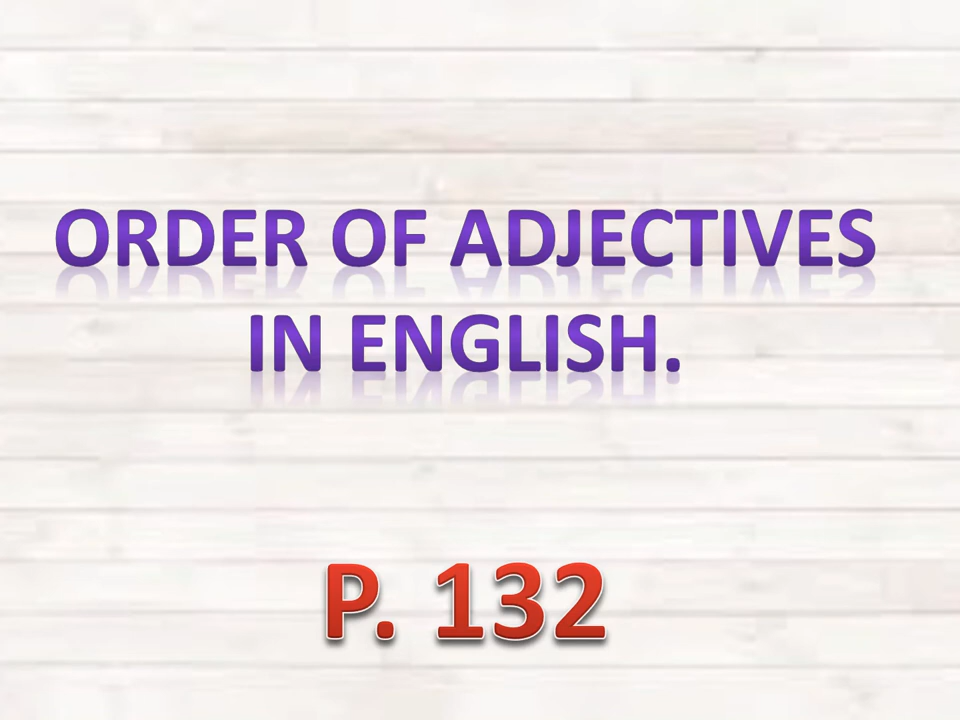 ORDER OF ADJECTIVES
IN ENGLISH.
P. 132